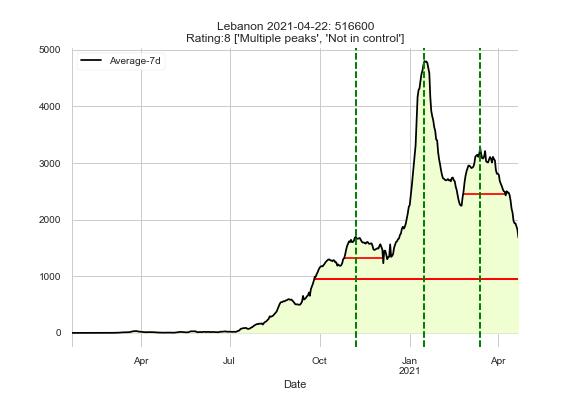 Lebanon 2021-04-22: 516600
Rating:8 ['Multiple peaks', 'Not in control']
Average-7d
5000
4000
3000
2000
1000
0
Apr
Jul
Oct
Jan
2021
Apr
Date